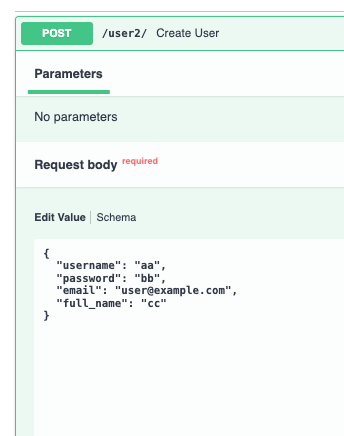 POST /user2/ Create User
Parameters
No parameters
Request body required
Edit Value Schema
{
"username": "aa",
"password": "bb",
"email": "user@example.com",
"full_name": "cc"
}